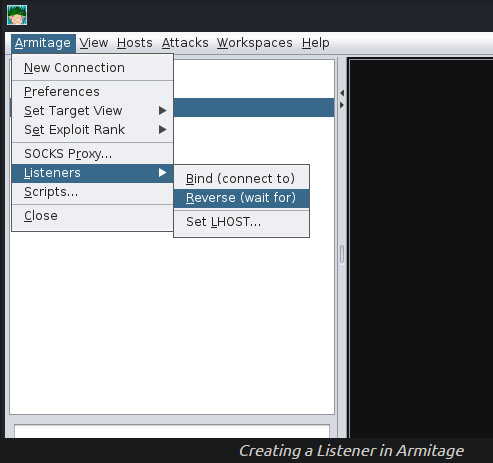 Armitage View Hosts Attacks Workspaces Help
New Connection
Preferences
Set Target View
Set Exploit Rank
SOCKS Proxy...
Listeners
Scripts...
Close
Bind (connect to)
Reverse (wait for)
Set LHOST...
Creating a Listener in Armitage